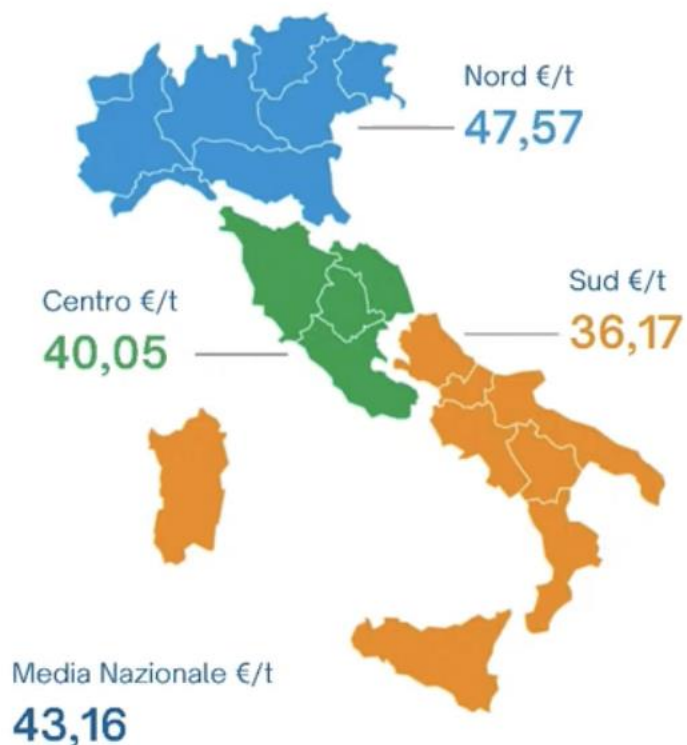 Nord €/t
47,57
Sud €/t
36,17
Centro €/t
40,05
Media Nazionale €/t
43,16